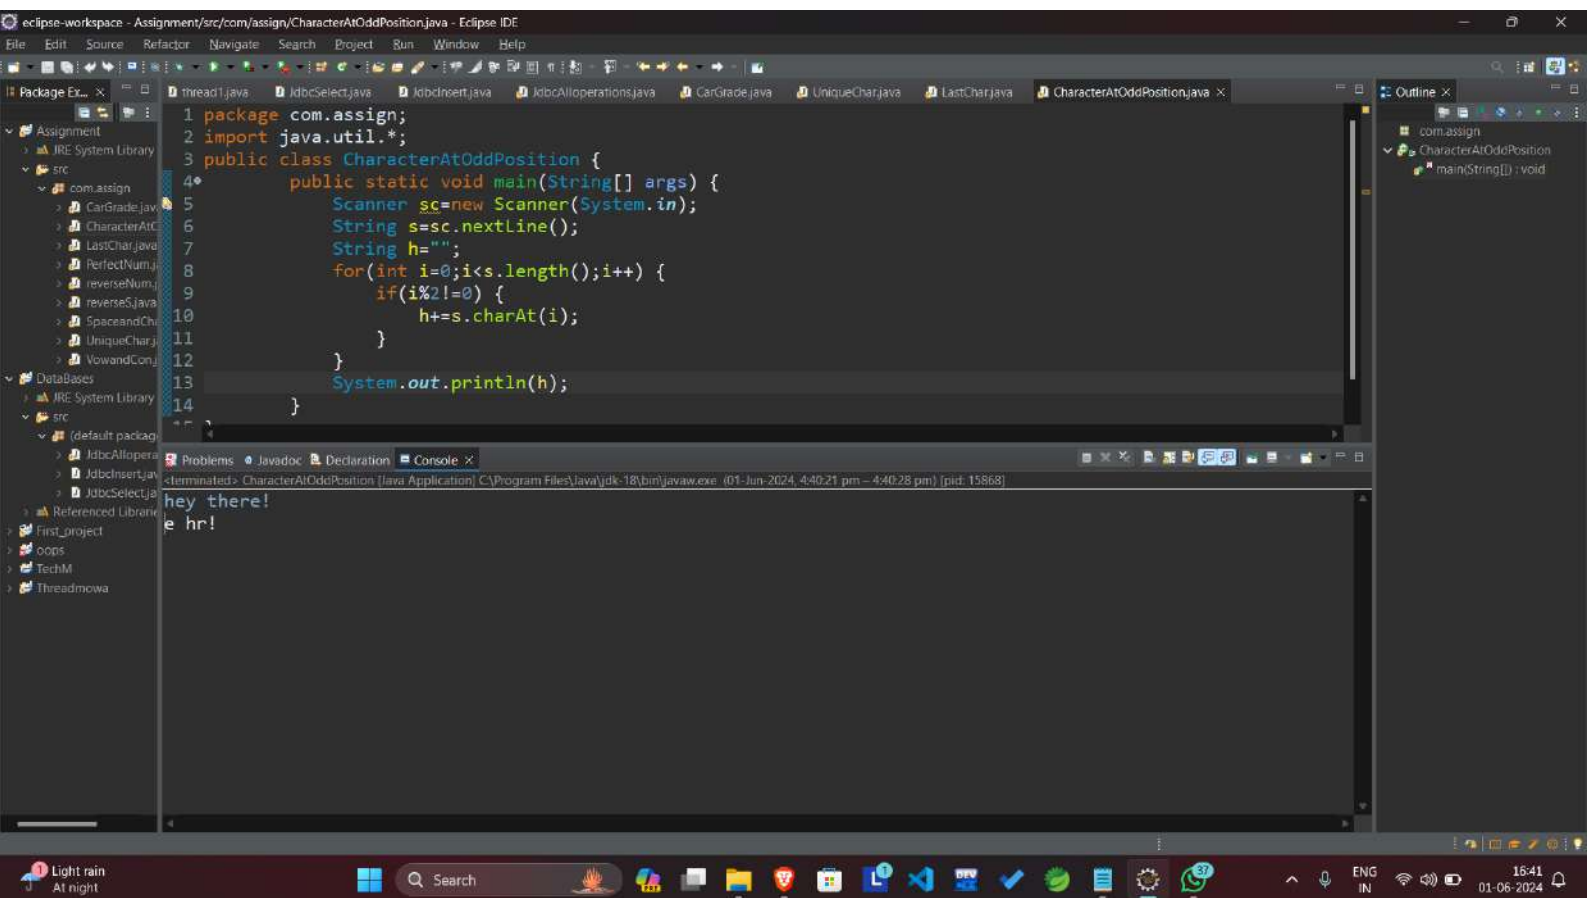 eclipse-workspace - Assignment/src/com/assign/CharacterAtOddPosition.java - Eclipse IDE
File Edit Source Refactor Navigate Search Project Run Window Help
Package Ex...
thread1.java JdbcSelect.java JdbcInsert.java JdbcAlloperations.java CarGrade.java UniqueChar.java LastChar.java CharacterAtOddPosition.java
Outline
Assignment
JRE System Library
src
com.assign
CarGrade.jav
CharacterAtO
LastChar.java
PerfectNum.j
reverseNum.j
reverseS.java
SpaceandCh
UniqueChar.j
VowandCon.j
DataBases
JRE System Library
src
(default packag
JdbcAllopera
JdbcInsert.jav
JdbcSelect.ja
Referenced Librarie
First_project
oops
TechM
Threadmowa
1 package com.assign;
2 import java.util.*;
3 public class CharacterAtOddPosition {
4 public static void main(String[] args) {
5 Scanner sc=new Scanner(System.in);
6 String s=sc.nextLine();
7 String h="";
8 for(int i=0;i<s.length();i++) {
9 if(i%2!=0) {
10 h+=s.charAt(i);
11 }
12 }
13 System.out.println(h);
14 }
com.assign
CharacterAtOddPosition
main(String[]) : void
Problems Javadoc Declaration Console
<terminated> CharacterAtOddPosition [Java Application] C:\Program Files\Java\jdk-18\bin\javaw.exe (01-Jun-2024, 4:40:21 pm – 4:40:28 pm) [pid: 15868]
hey there!
e hr!
1
Light rain
At night
Search
1
DEV
37
ENG
IN
16:41
01-06-2024